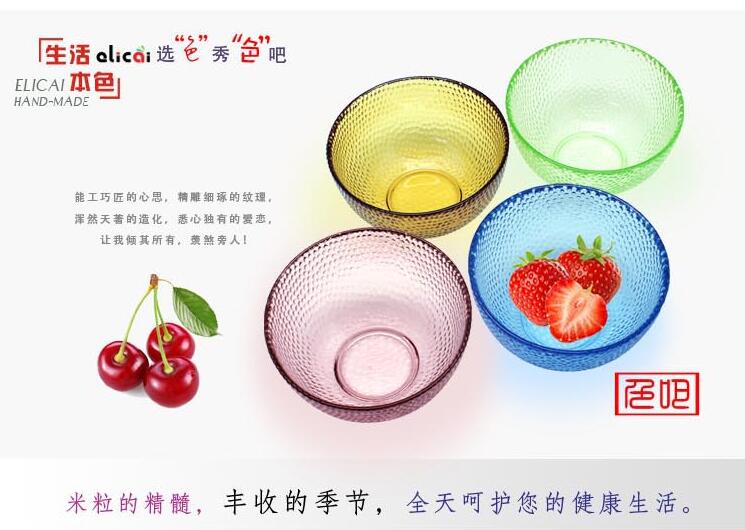 「生活 elicai 选“色”秀“色”吧
ELICAI 本色」
HAND-MADE
能工巧匠的心思，精雕细琢的纹理，
浑然天著的造化，悉心独有的愛恋，
让我倾其所有，羡煞旁人！
色吧
米粒的精髓，丰收的季节，全天呵护您的健康生活。